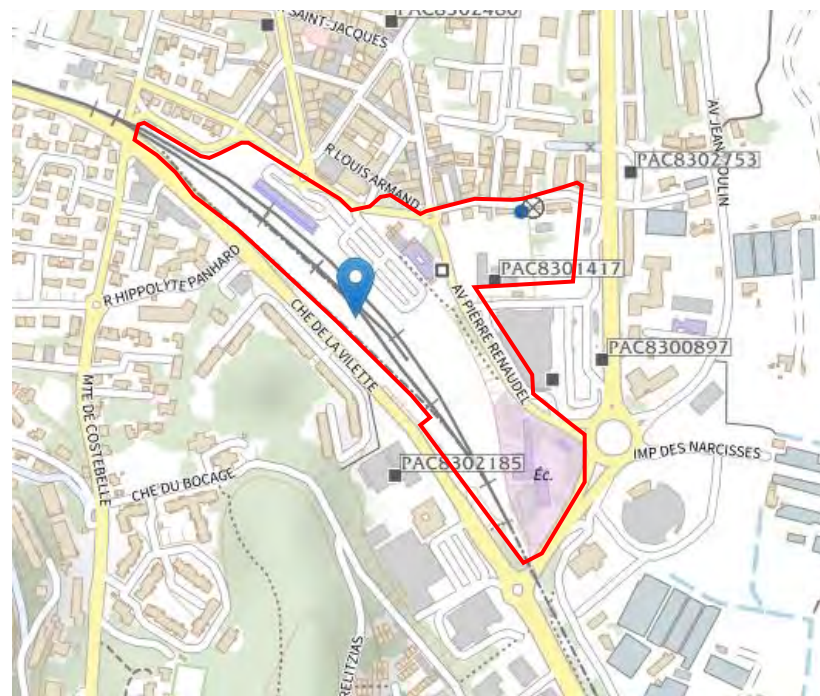 PAC8302480
SAINT-JACQUES
R LOUIS ARMAND
PAC8302753
AV JEAN MOULIN
PAC8301417
R HIPPOLYTE PANHARD
CHE DE LA VILETTE
AV PIERRE RENAUDEL
PAC8300897
MTE DE COSTEBELLE
IMP DES NARCISSES
PAC8302185
Éc.
CHE DU BOCAGE
RELITZIAS